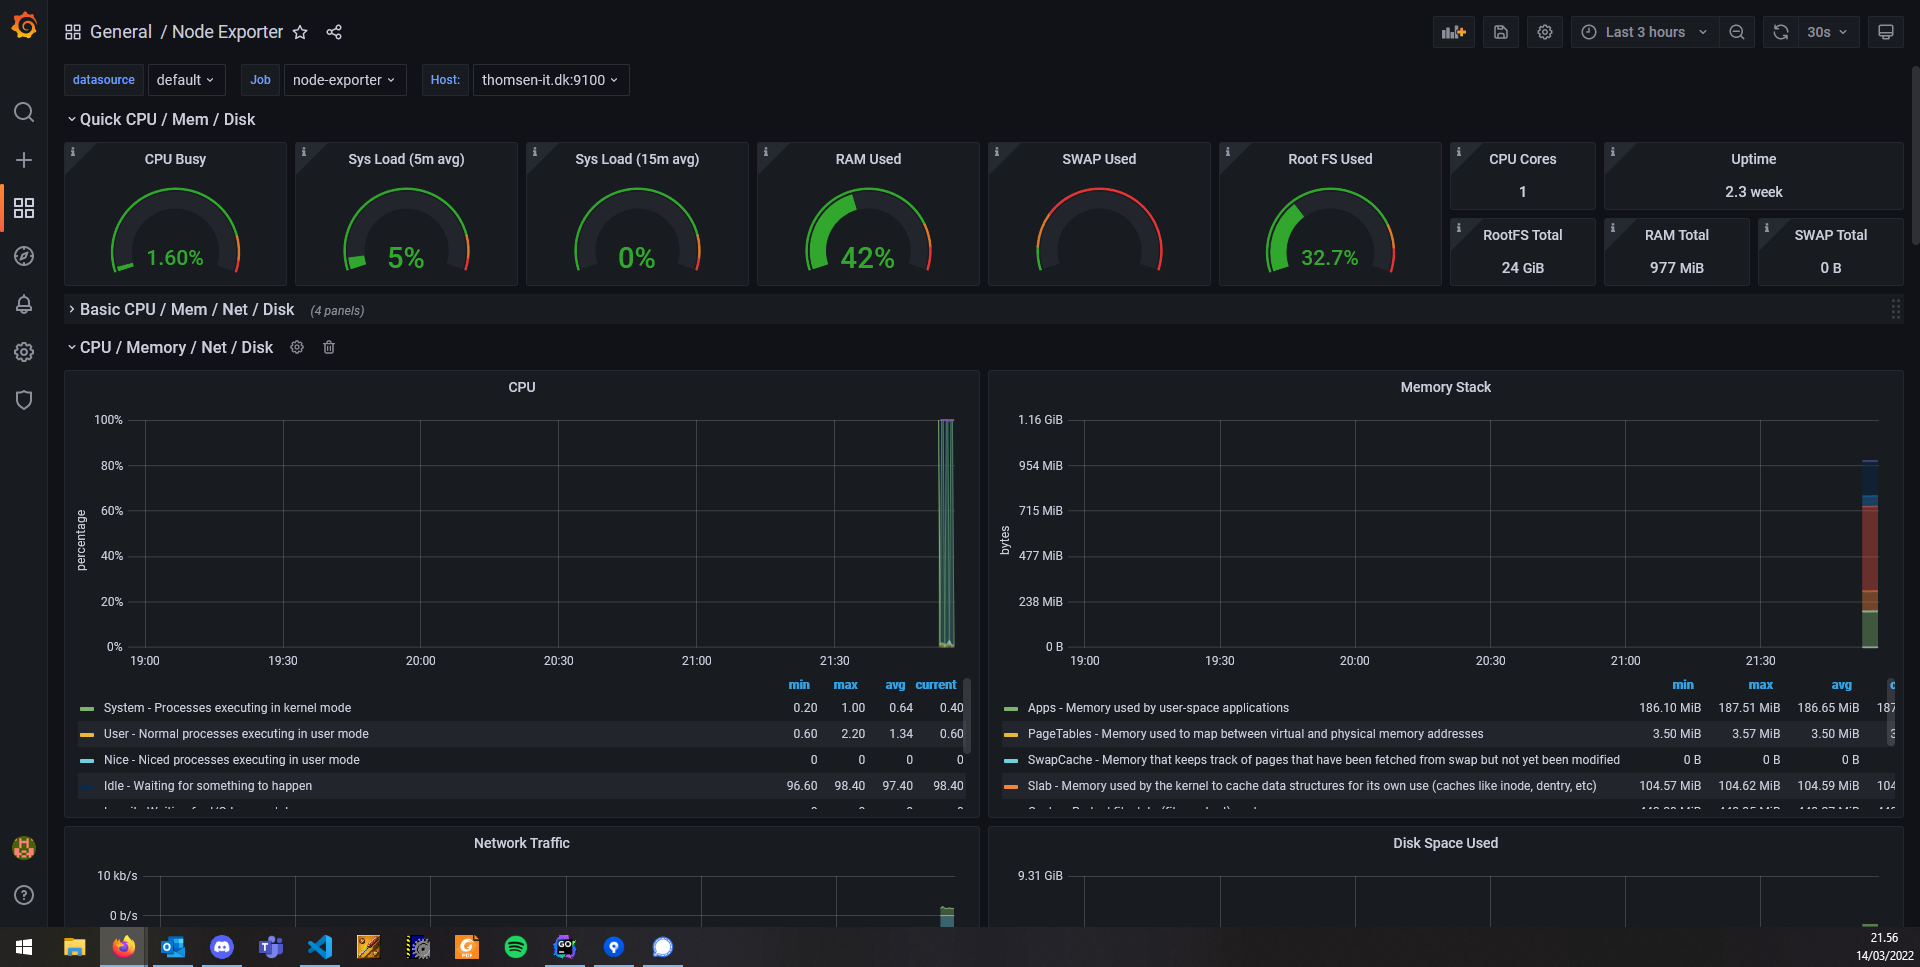 General / Node Exporter
Last 3 hours
30s
datasource default Job node-exporter Host: thomsen-it.dk:9100
Quick CPU / Mem / Disk
CPU Busy
1.60%
Sys Load (5m avg)
5%
Sys Load (15m avg)
0%
RAM Used
42%
SWAP Used
Root FS Used
32.7%
CPU Cores
1
Uptime
2.3 week
RootFS Total
24 GiB
RAM Total
977 MiB
SWAP Total
0 B
Basic CPU / Mem / Net / Disk (4 panels)
CPU / Memory / Net / Disk
CPU
percentage
100%
80%
60%
40%
20%
0%
19:00 19:30 20:00 20:30 21:00 21:30
min max avg current
System - Processes executing in kernel mode 0.20 1.00 0.64 0.40
User - Normal processes executing in user mode 0.60 2.20 1.34 0.60
Nice - Niced processes executing in user mode 0 0 0 0
Idle - Waiting for something to happen 96.60 98.40 97.40 98.40
Memory Stack
bytes
1.16 GiB
954 MiB
715 MiB
477 MiB
238 MiB
0 B
19:00 19:30 20:00 20:30 21:00 21:30
min max avg
Apps - Memory used by user-space applications 186.10 MiB 187.51 MiB 186.65 MiB 187
PageTables - Memory used to map between virtual and physical memory addresses 3.50 MiB 3.57 MiB 3.50 MiB 3
SwapCache - Memory that keeps track of pages that have been fetched from swap but not yet been modified 0 B 0 B 0 B
Slab - Memory used by the kernel to cache data structures for its own use (caches like inode, dentry, etc) 104.57 MiB 104.62 MiB 104.59 MiB 104
Network Traffic
10 kb/s
0 b/s
Disk Space Used
9.31 GiB
GO
PDF
21.56
14/03/2022